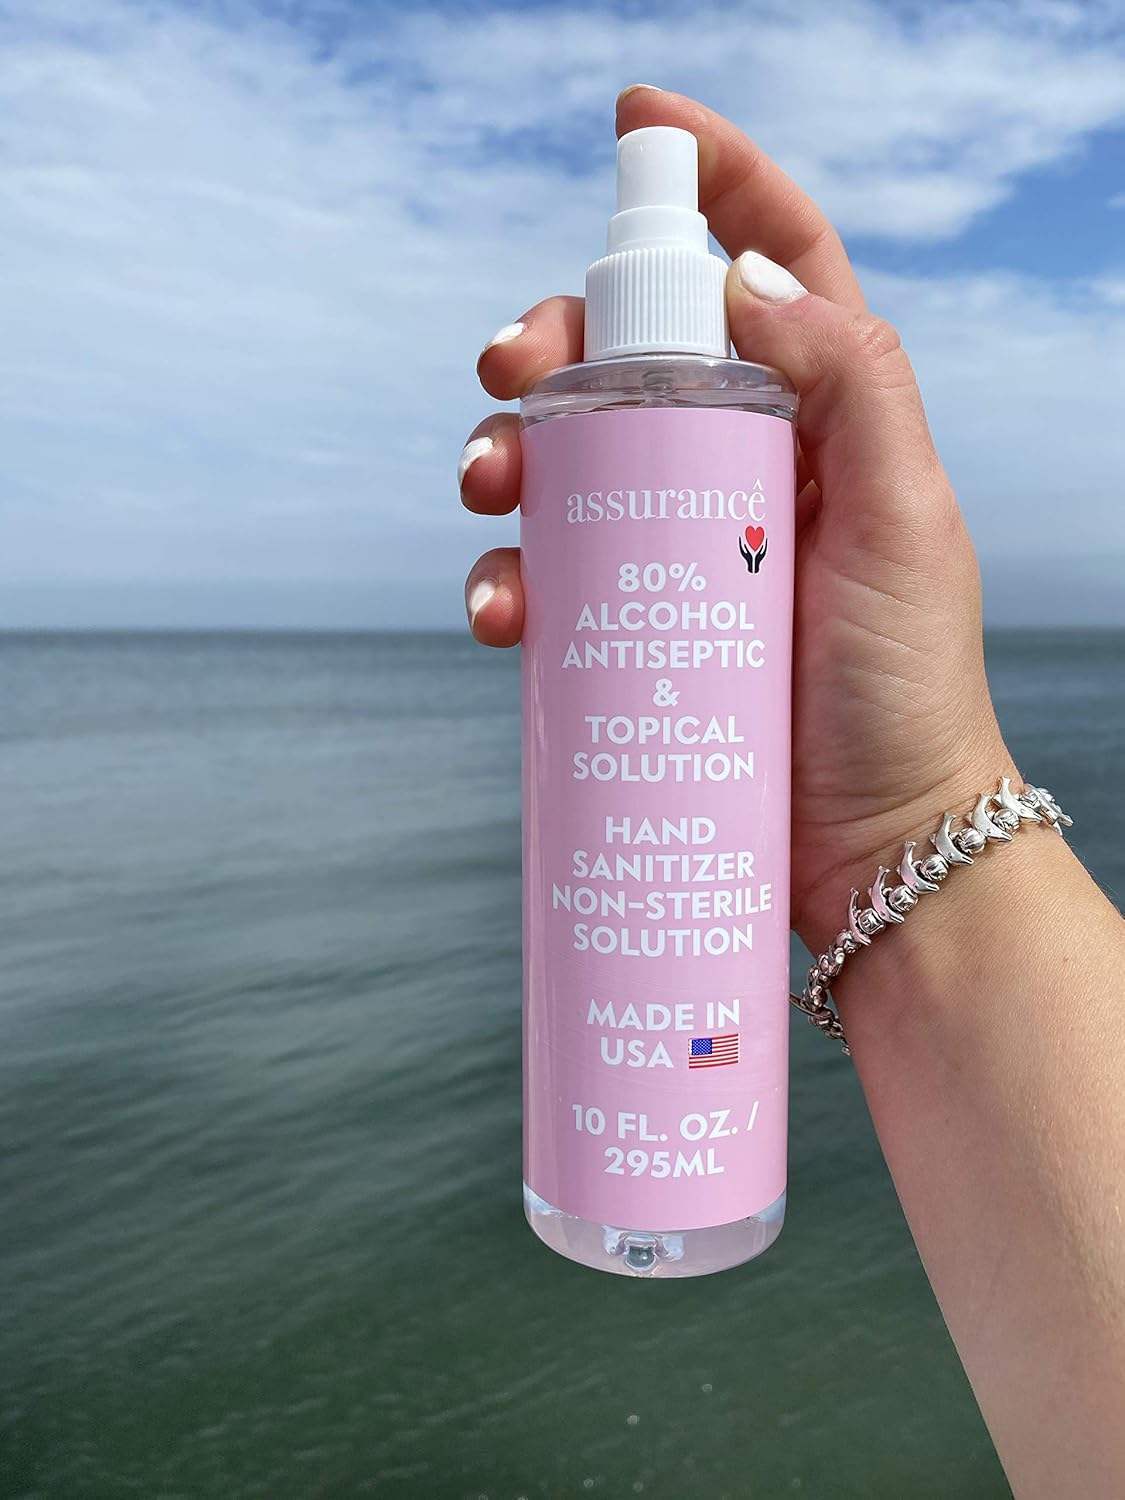 assurancê
80%
ALCOHOL
ANTISEPTIC
&
TOPICAL
SOLUTION
HAND
SANITIZER
NON-STERILE
SOLUTION
MADE IN
USA
10 FL. OZ. /
295ML